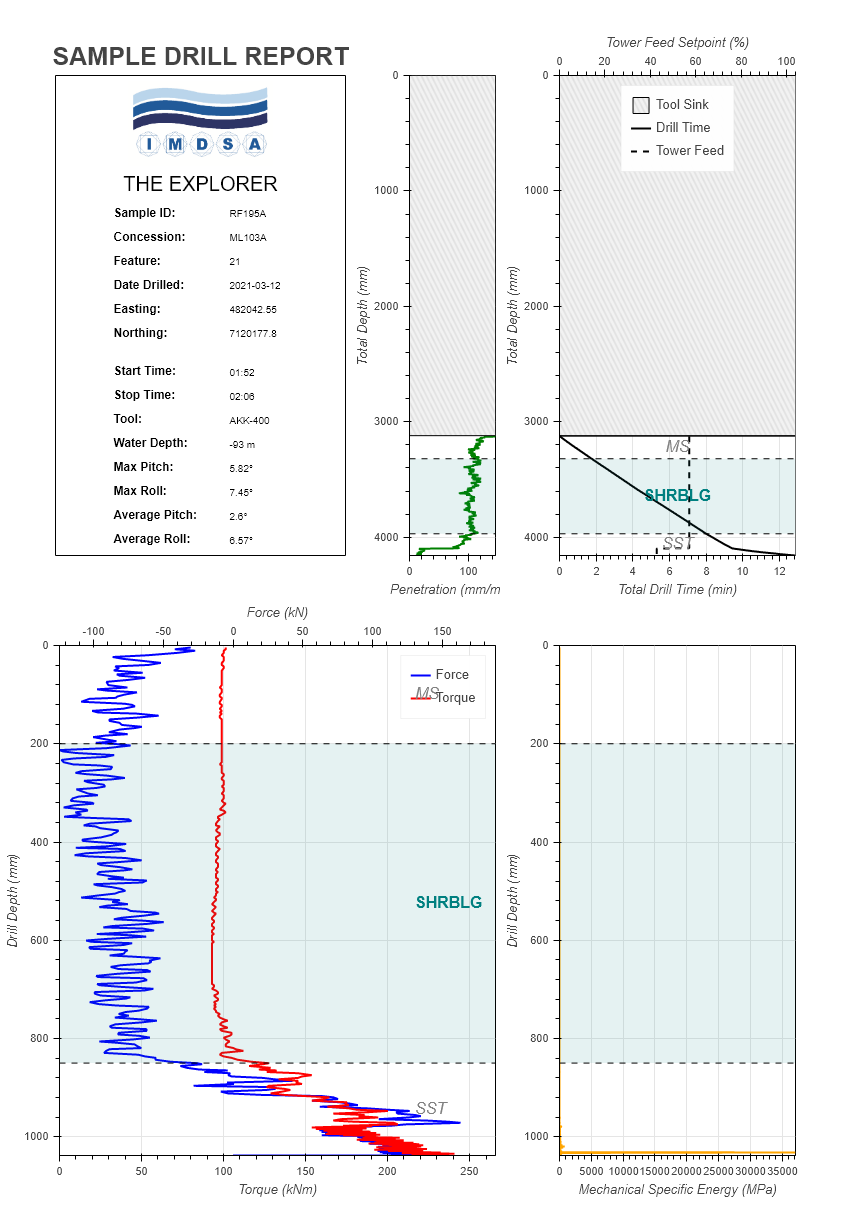 SAMPLE DRILL REPORT
I M D S A
THE EXPLORER
Sample ID: RF195A
Concession: ML103A
Feature: 21
Date Drilled: 2021-03-12
Easting: 482042.55
Northing: 7120177.8
Start Time: 01:52
Stop Time: 02:06
Tool: AKK-400
Water Depth: -93 m
Max Pitch: 5.82°
Max Roll: 7.45°
Average Pitch: 2.6°
Average Roll: 6.57°
0
1000
2000
3000
4000
Total Depth (mm)
0 100
Penetration (mm/m
Tower Feed Setpoint (%)
0 20 40 60 80 100
0
1000
2000
3000
4000
Total Depth (mm)
Tool Sink
Drill Time
Tower Feed
MS
SHRBLG
SST
0 2 4 6 8 10 12
Total Drill Time (min)
Force (kN)
-100 -50 0 50 100 150
0
200
400
600
800
1000
Drill Depth (mm)
Force
MS
Torque
SHRBLG
SST
0 50 100 150 200 250
Torque (kNm)
0
200
400
600
800
1000
Drill Depth (mm)
0 5000 10000 15000 20000 25000 30000 35000
Mechanical Specific Energy (MPa)